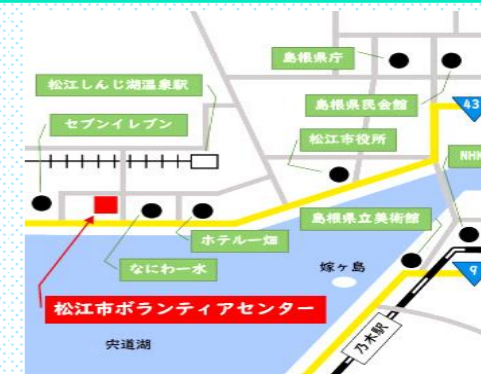 島根県庁
松江しんじ湖温泉駅
島根県民会館
43
セブンイレブン
松江市役所
NHK
島根県立美術館
ホテル一畑
なにわ一水
嫁ケ島
9
松江市ボランティアセンター
宍道湖
乃木駅